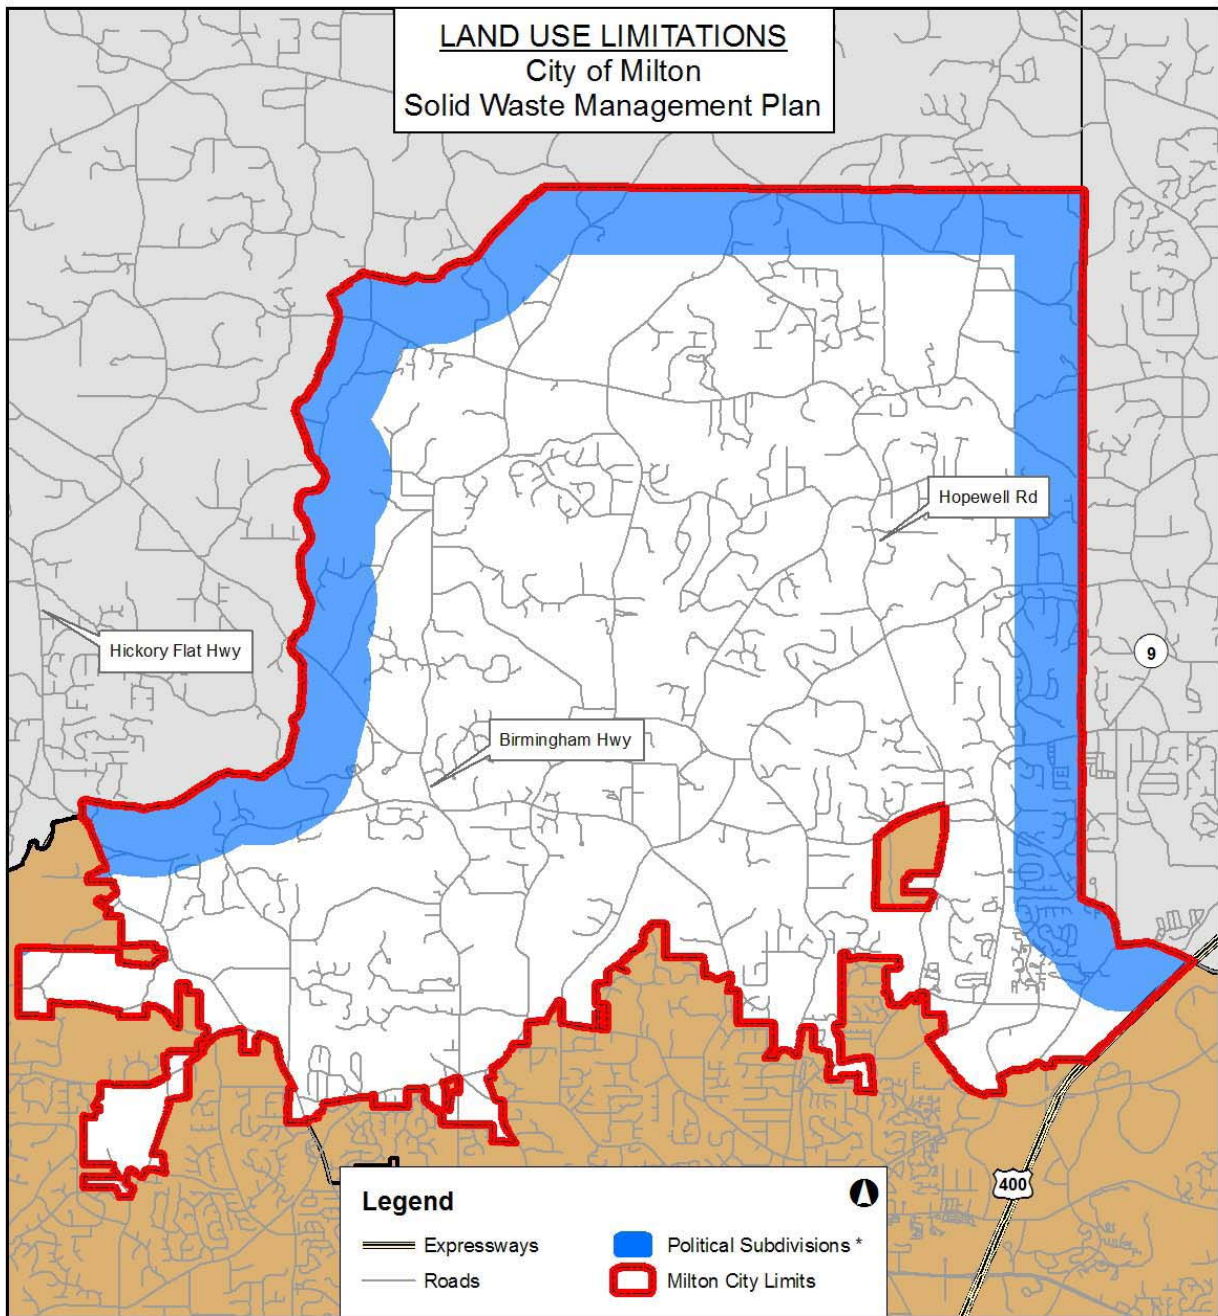 LAND USE LIMITATIONS
City of Milton
Solid Waste Management Plan
Hopewell Rd
Hickory Flat Hwy
9
Birmingham Hwy
400
Legend
Expressways
Political Subdivisions *
Roads
Milton City Limits